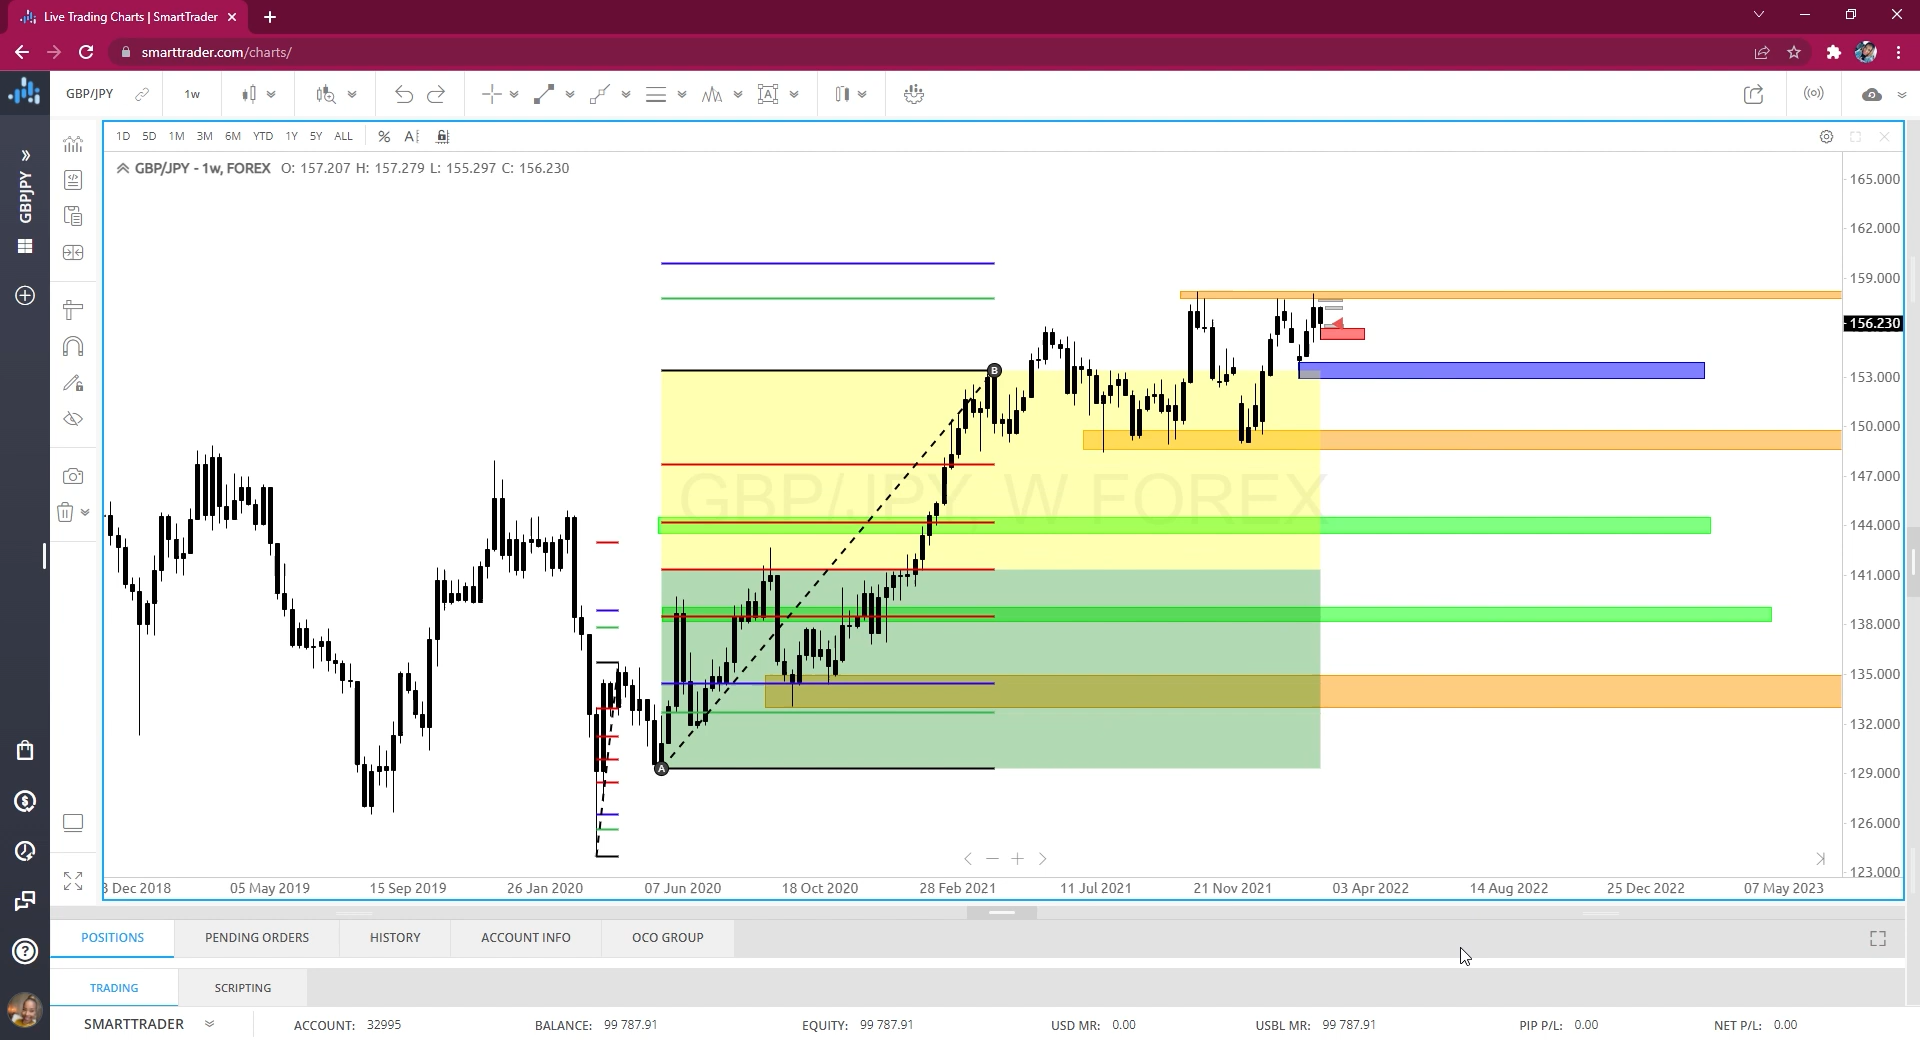 Live Trading Charts | SmartTrader
smarttrader.com/charts/
GBP/JPY 1w
1D 5D 1M 3M 6M YTD 1Y 5Y ALL % A
GBP/JPY - 1w, FOREX O: 157.207 H: 157.279 L: 155.297 C: 156.230
GBPJPY
165.000
162.000
159.000
156.230
153.000
B
150.000
147.000
GBP/JPY W FOREX
144.000
141.000
138.000
135.000
132.000
129.000
A
126.000
123.000
3 Dec 2018 05 May 2019 15 Sep 2019 26 Jan 2020 07 Jun 2020 18 Oct 2020 28 Feb 2021 11 Jul 2021 21 Nov 2021 03 Apr 2022 14 Aug 2022 25 Dec 2022 07 May 2023
POSITIONS PENDING ORDERS HISTORY ACCOUNT INFO OCO GROUP
TRADING SCRIPTING
SMARTTRADER ACCOUNT: 32995 BALANCE: 99 787.91 EQUITY: 99 787.91 USD MR: 0.00 USBL MR: 99 787.91 PIP P/L: 0.00 NET P/L: 0.00